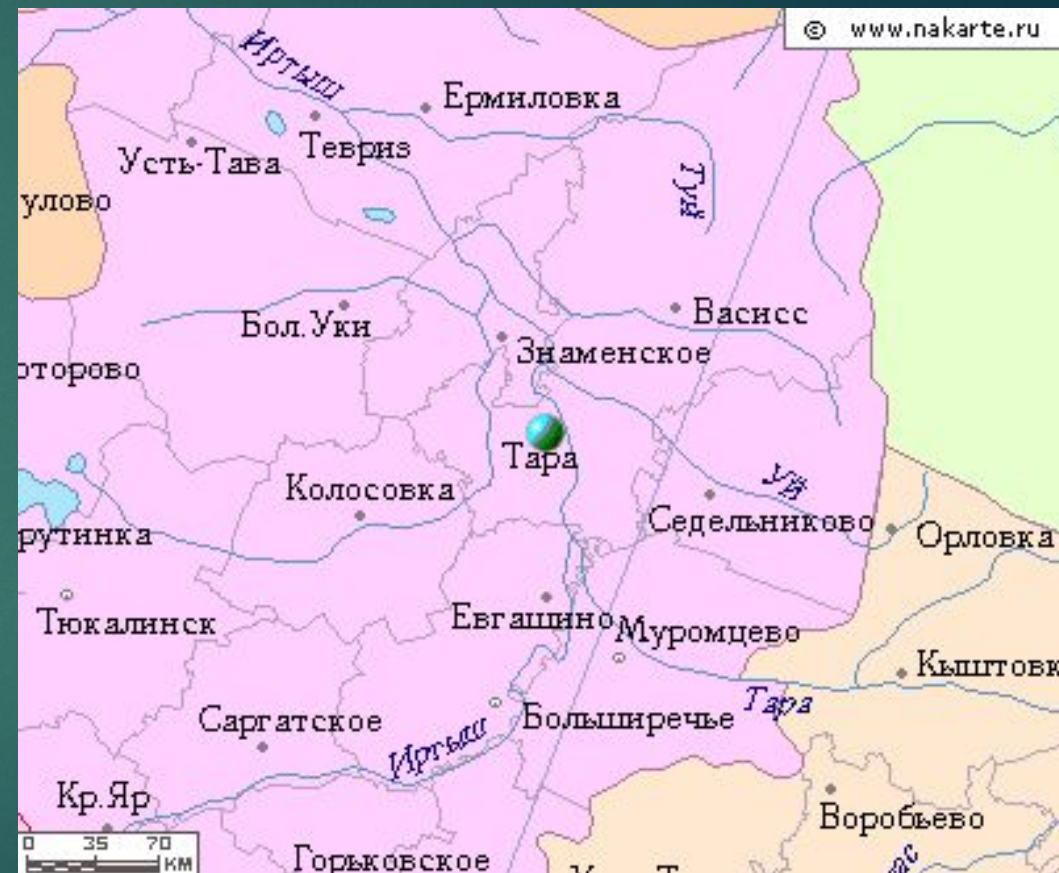 © www.nakarte.ru
Иртыш
Ермиловка
Тевриз
Усть-Тава
Туй
улово
Васисс
Бол.Уки
Знаменское
оторово
Тара
Колосовка
Уй
Седельниково
рутинка
Орловка
Тюкалинск
Евгашино
Муромцево
Кыштовк
Тара
Саргатское
Большеречье
Иртыш
Кр.Яр
Воробьево
0 35 70
КМ
Горьковское